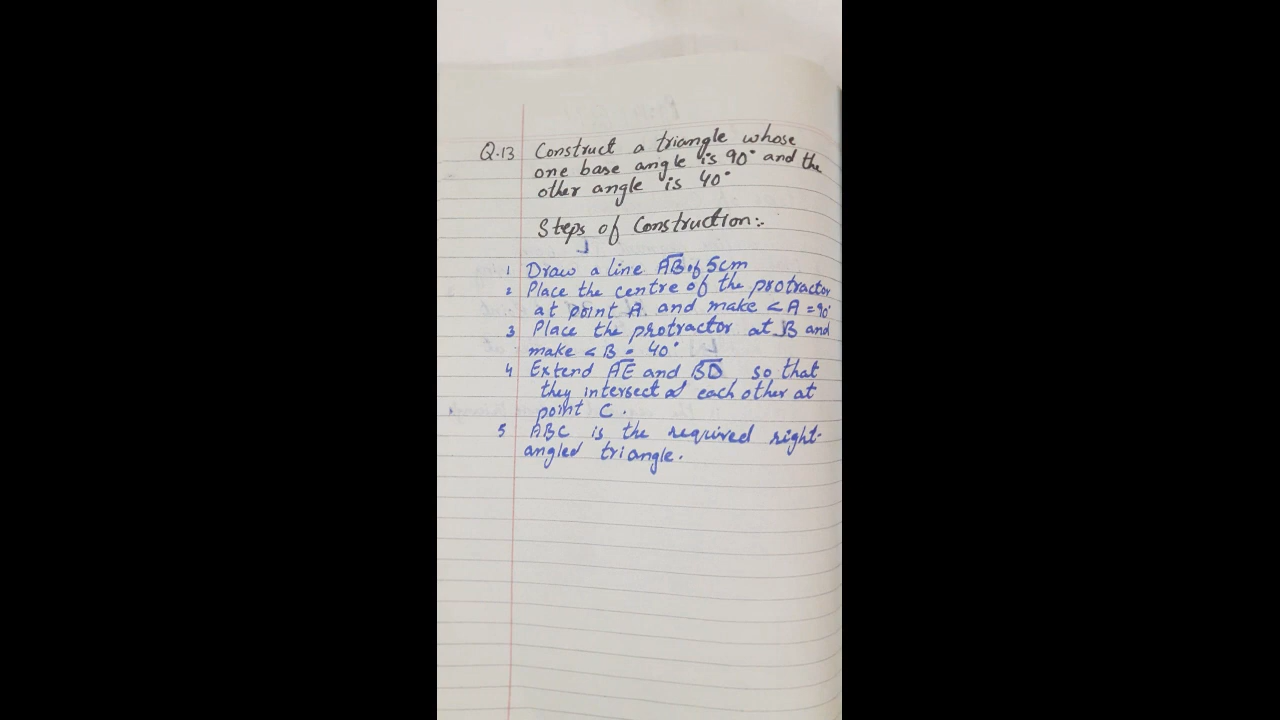 Q.13 Construct a triangle whose
one base angle is 90° and the
other angle is 40°
Steps of Construction:-
1 Draw a line AB of 5cm
2 Place the centre of the protractor
at point A and make <A = 90°
3 Place the protractor at B and
make <B = 40°
4 Extend AE and BD so that
they intersect each other at
point C.
5 ABC is the required right-
angled triangle.